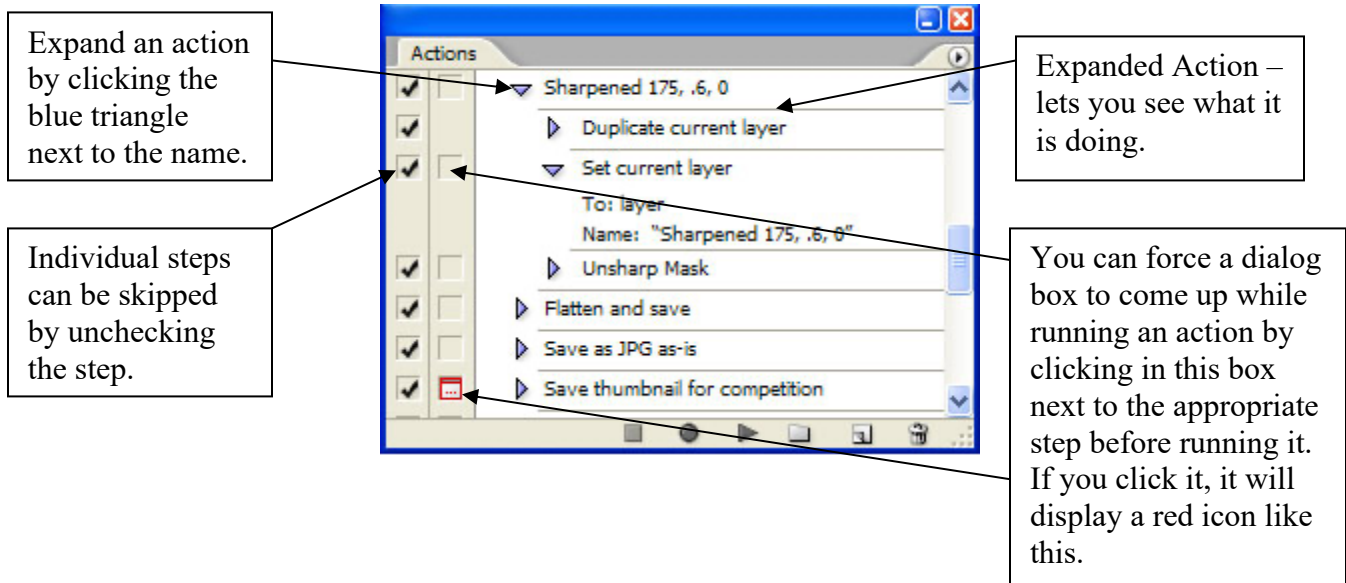 Expand an action
by clicking the
blue triangle
next to the name.
Individual steps
can be skipped
by unchecking
the step.
Actions
Sharpened 175, .6, 0
Duplicate current layer
Set current layer
To: layer
Name: “Sharpened 175, .6, 0”
Unsharp Mask
Flatten and save
Save as JPG as-is
Save thumbnail for competition
Expanded Action –
lets you see what it
is doing.
You can force a dialog
box to come up while
running an action by
clicking in this box
next to the appropriate
step before running it.
If you click it, it will
display a red icon like
this.